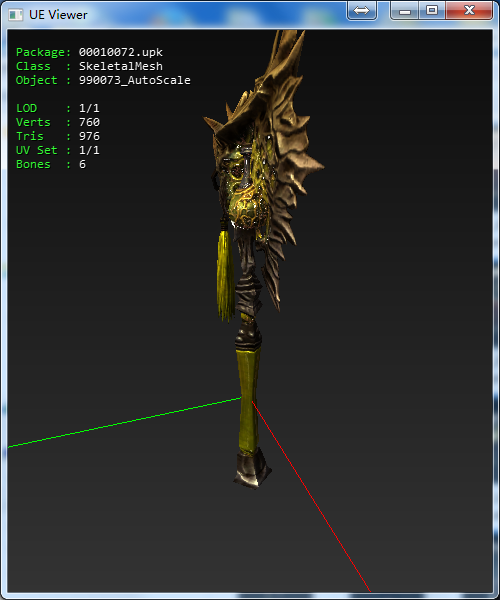 UE Viewer
Package: 00010072.upk
Class  : SkeletalMesh
Object : 990073_AutoScale
LOD    : 1/1
Verts  : 760
Tris   : 976
UV Set : 1/1
Bones  : 6